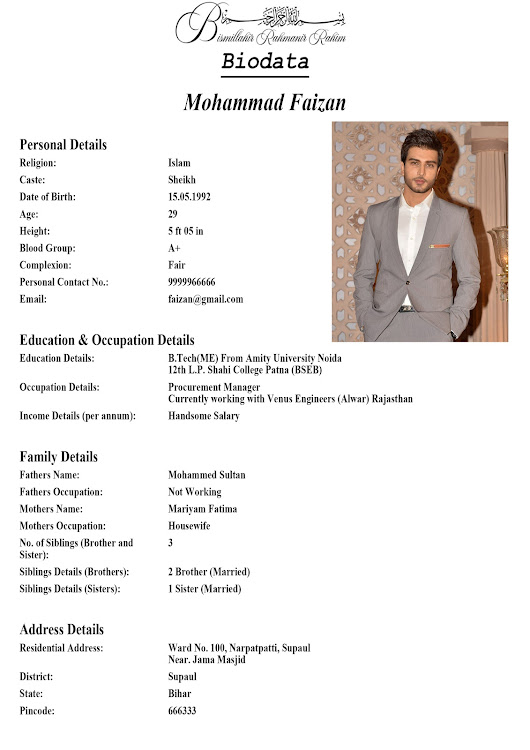 Bismillahir Rahmanir Rahim
Biodata
Mohammad Faizan
Personal Details
Religion: Islam
Caste: Sheikh
Date of Birth: 15.05.1992
Age: 29
Height: 5 ft 05 in
Blood Group: A+
Complexion: Fair
Personal Contact No.: 9999966666
Email: faizan@gmail.com
Education & Occupation Details
Education Details: B.Tech(ME) From Amity University Noida
12th L.P. Shahi College Patna (BSEB)
Occupation Details: Procurement Manager
Currently working with Venus Engineers (Alwar) Rajasthan
Income Details (per annum): Handsome Salary
Family Details
Fathers Name: Mohammed Sultan
Fathers Occupation: Not Working
Mothers Name: Mariyam Fatima
Mothers Occupation: Housewife
No. of Siblings (Brother and 3
Sister):
Siblings Details (Brothers): 2 Brother (Married)
Siblings Details (Sisters): 1 Sister (Married)
Address Details
Residential Address: Ward No. 100, Narpatpatti, Supaul
Near. Jama Masjid
District: Supaul
State: Bihar
Pincode: 666333